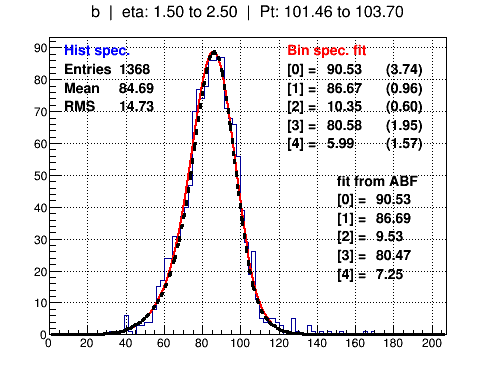 b | eta: 1.50 to 2.50 | Pt: 101.46 to 103.70
Hist spec.
Entries 1368
Mean 84.69
RMS 14.73
Bin spec. fit
[0] = 90.53 (3.74)
[1] = 86.67 (0.96)
[2] = 10.35 (0.60)
[3] = 80.58 (1.95)
[4] = 5.99 (1.57)
fit from ABF
[0] = 90.53
[1] = 86.69
[2] = 9.53
[3] = 80.47
[4] = 7.25
90
80
70
60
50
40
30
20
10
0
0 20 40 60 80 100 120 140 160 180 200